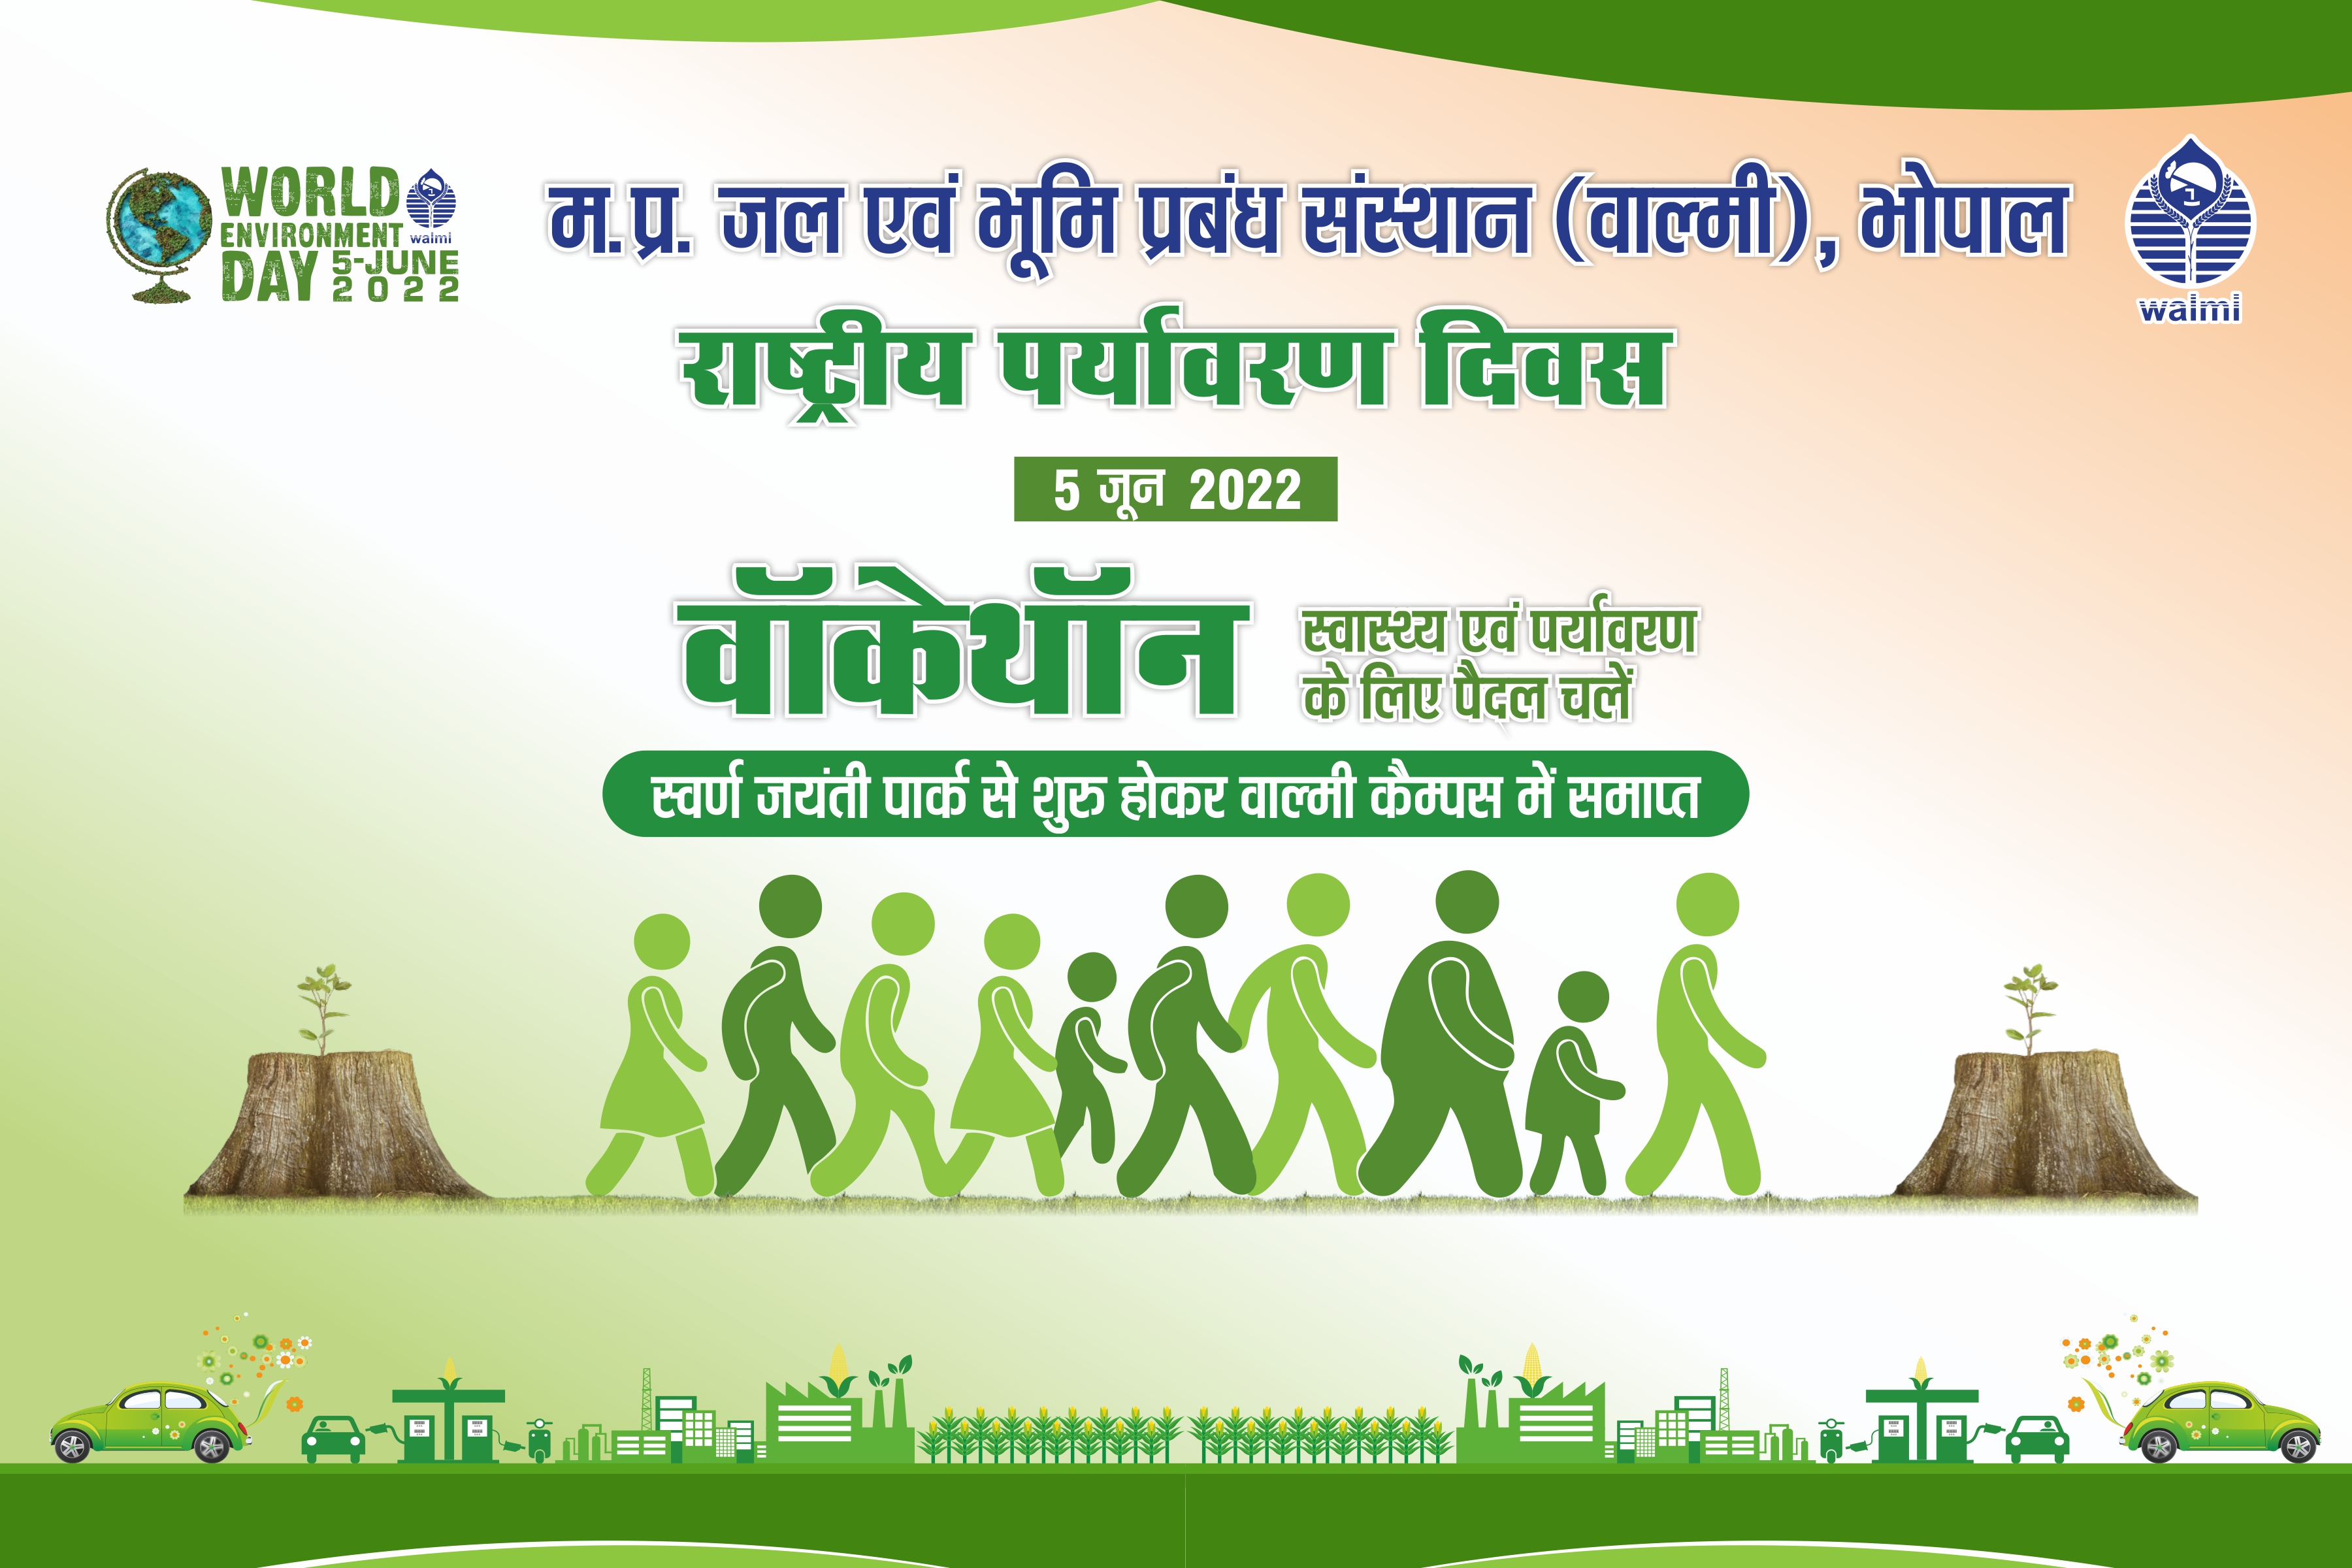 WORLD
ENVIRONMENT
DAY 5-JUNE
2022
walmi
म.प्र. जल एवं भूमि प्रबंध संस्थान (वाल्मी), भोपाल
walmi
राष्ट्रीय पर्यावरण दिवस
5 जून 2022
वॉकेथॉन
स्वास्थ्य एवं पर्यावरण
के लिए पैदल चलें
स्वर्ण जयंती पार्क से शुरु होकर वाल्मी कैम्पस में समाप्त